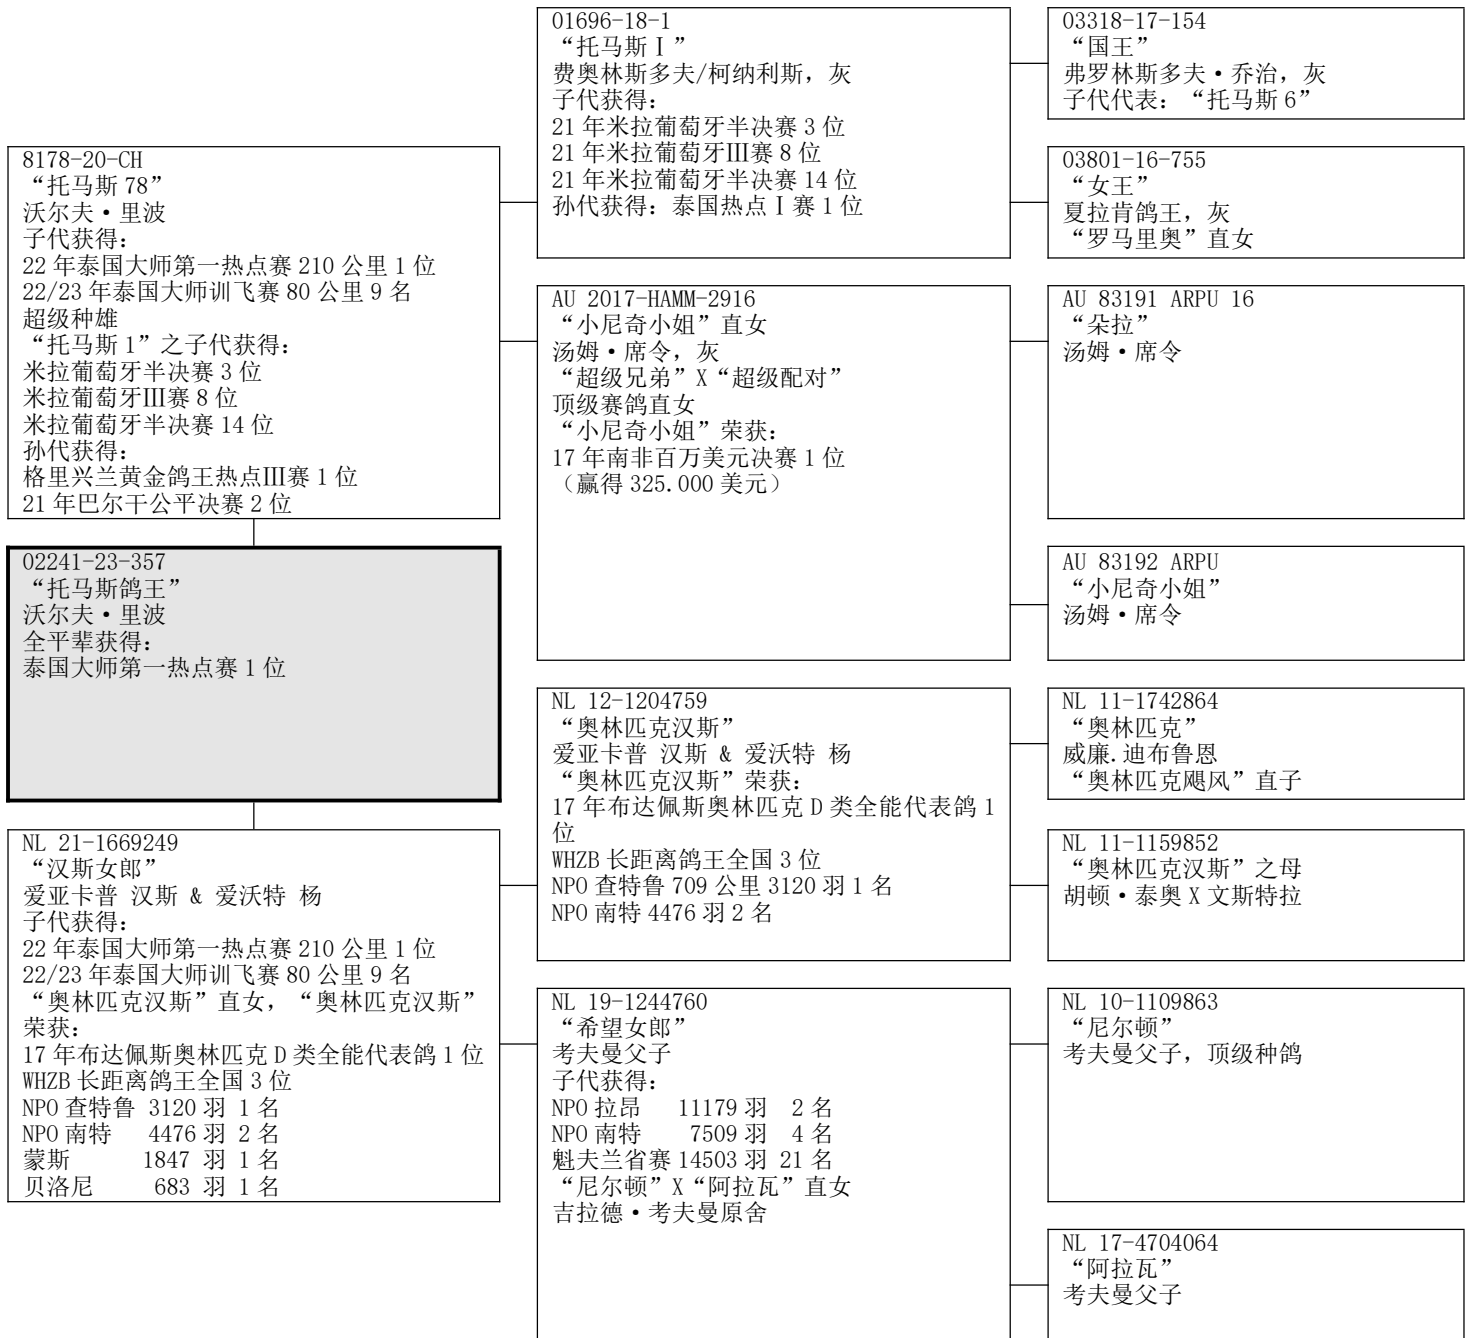 8178-20-CH
“托马斯 78”
沃尔夫•里波
子代获得：
22 年泰国大师第一热点赛 210 公里 1 位
22/23 年泰国大师训飞赛 80 公里 9 名
超级种雄
“托马斯 1”之子代获得：
米拉葡萄牙半决赛 3 位
米拉葡萄牙Ⅲ赛 8 位
米拉葡萄牙半决赛 14 位
孙代获得：
格里兴兰黄金鸽王热点Ⅲ赛 1 位
21 年巴尔干公平决赛 2 位
02241-23-357
“托马斯鸽王”
沃尔夫•里波
全平辈获得：
泰国大师第一热点赛 1 位
NL 21-1669249
“汉斯女郎”
爱亚卡普 汉斯 & 爱沃特 杨
子代获得：
22 年泰国大师第一热点赛 210 公里 1 位
22/23 年泰国大师训飞赛 80 公里 9 名
“奥林匹克汉斯”直女，“奥林匹克汉斯”
荣获：
17 年布达佩斯奥林匹克 D 类全能代表鸽 1 位
WHZB 长距离鸽王全国 3 位
NPO 查特鲁 3120 羽 1 名
NPO 南特 4476 羽 2 名
蒙斯 1847 羽 1 名
贝洛尼 683 羽 1 名
01696-18-1
“托马斯Ⅰ”
费奥林斯多夫/柯纳利斯，灰
子代获得：
21 年米拉葡萄牙半决赛 3 位
21 年米拉葡萄牙Ⅲ赛 8 位
21 年米拉葡萄牙半决赛 14 位
孙代获得：泰国热点Ⅰ赛 1 位
AU 2017-HAMM-2916
“小尼奇小姐”直女
汤姆•席令，灰
“超级兄弟”X“超级配对”
顶级赛鸽直女
“小尼奇小姐”荣获：
17 年南非百万美元决赛 1 位
（赢得 325.000 美元）
NL 12-1204759
“奥林匹克汉斯”
爱亚卡普 汉斯 & 爱沃特 杨
“奥林匹克汉斯”荣获：
17 年布达佩斯奥林匹克 D 类全能代表鸽 1
位
WHZB 长距离鸽王全国 3 位
NPO 查特鲁 709 公里 3120 羽 1 名
NPO 南特 4476 羽 2 名
NL 19-1244760
“希望女郎”
考夫曼父子
子代获得：
NPO 拉昂 11179 羽 2 名
NPO 南特 7509 羽 4 名
魁夫兰省赛 14503 羽 21 名
“尼尔顿”X“阿拉瓦”直女
吉拉德•考夫曼原舍
03318-17-154
“国王”
弗罗林斯多夫•乔治，灰
子代代表：“托马斯 6”
03801-16-755
“女王”
夏拉肯鸽王，灰
“罗马里奥”直女
AU 83191 ARPU 16
“朵拉”
汤姆•席令
AU 83192 ARPU
“小尼奇小姐”
汤姆•席令
NL 11-1742864
“奥林匹克”
威廉.迪布鲁恩
“奥林匹克飓风”直子
NL 11-1159852
“奥林匹克汉斯”之母
胡顿•泰奥 X 文斯特拉
NL 10-1109863
“尼尔顿”
考夫曼父子，顶级种鸽
NL 17-4704064
“阿拉瓦”
考夫曼父子